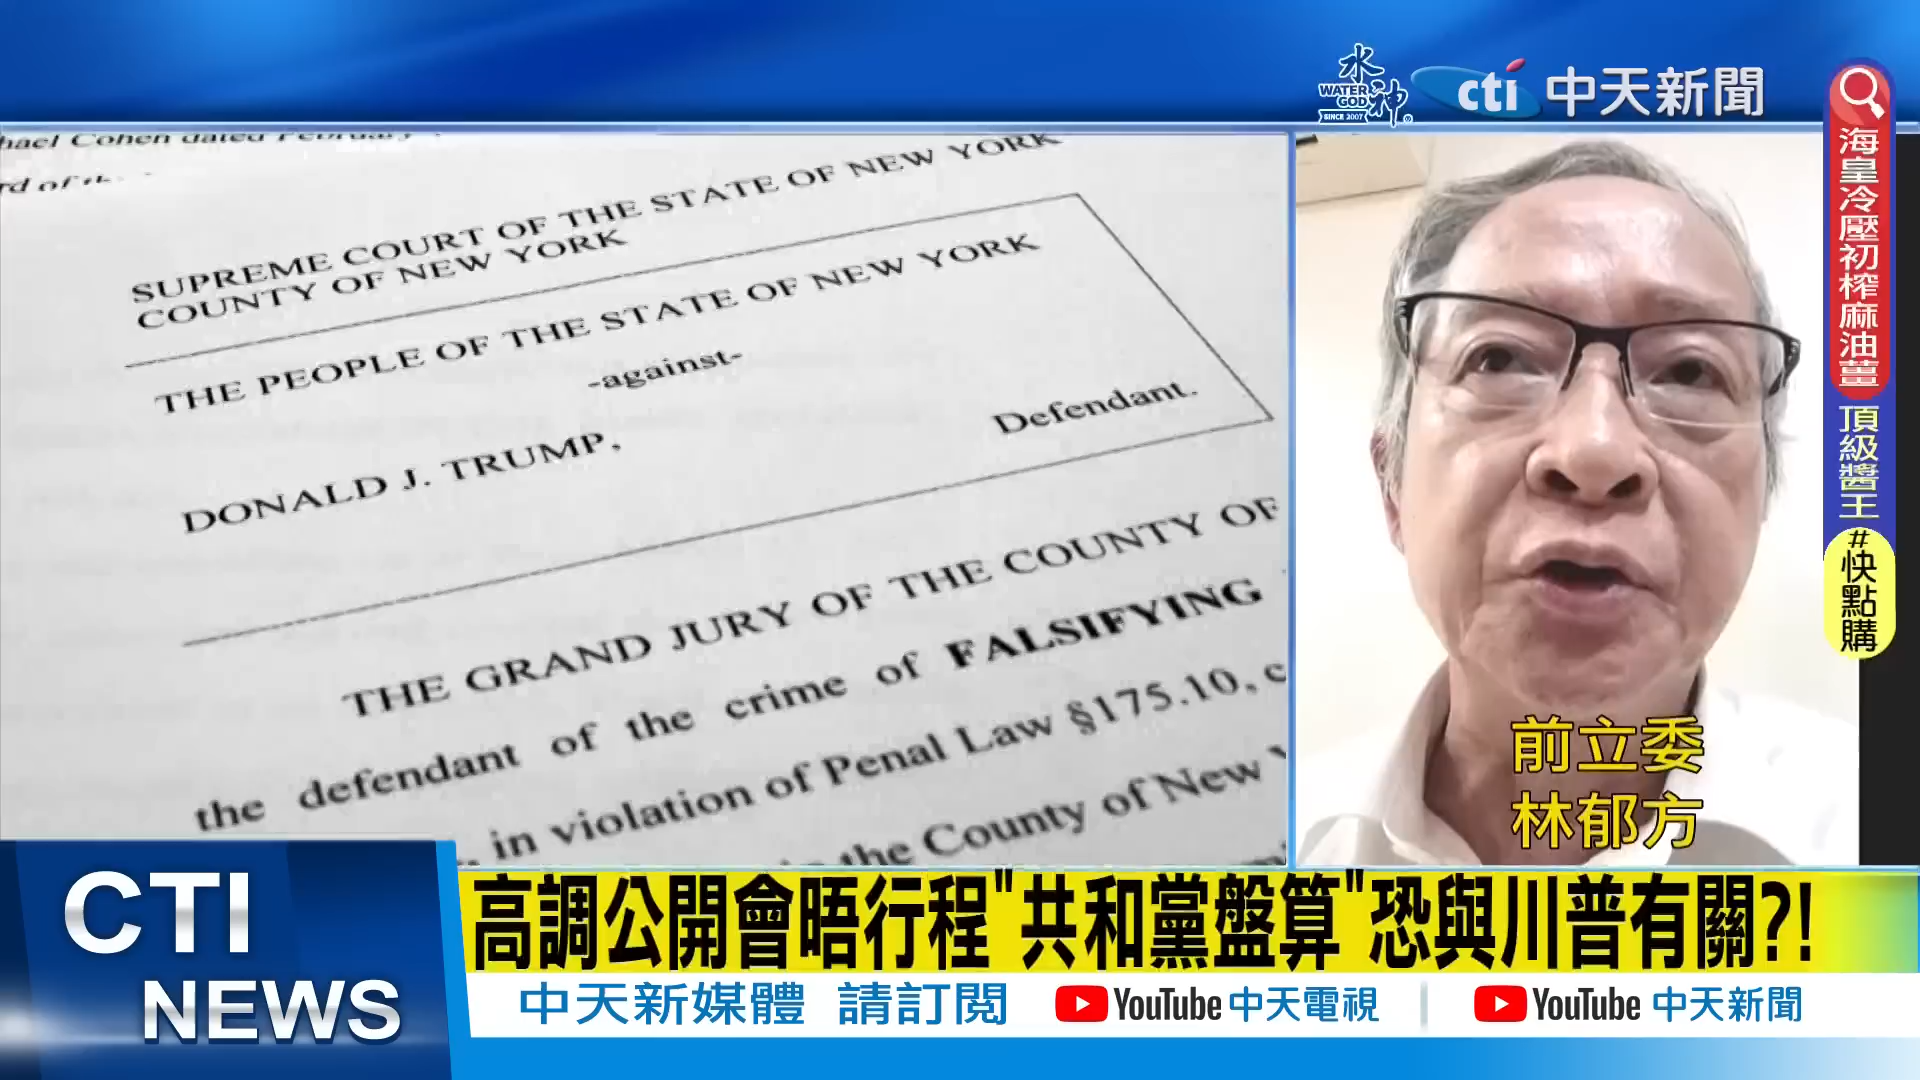 水神
WATER GOD
SINCE 2007
cti 中天新聞
海皇冷壓初榨麻油薑
頂級醬王
#快點購
SUPREME COURT OF THE STATE OF NEW YORK
COUNTY OF NEW YORK
THE PEOPLE OF THE STATE OF NEW YORK
-against-
DONALD J. TRUMP,
Defendant.
THE GRAND JURY OF THE COUNTY OF
the defendant of the crime of FALSIFYING
, in violation of Penal Law §175.10, c
the County of New Y
前立委
林郁方
CTI
NEWS
高調公開會晤行程"共和黨盤算"恐與川普有關?!
中天新媒體 請訂閱 YouTube 中天電視 | YouTube 中天新聞